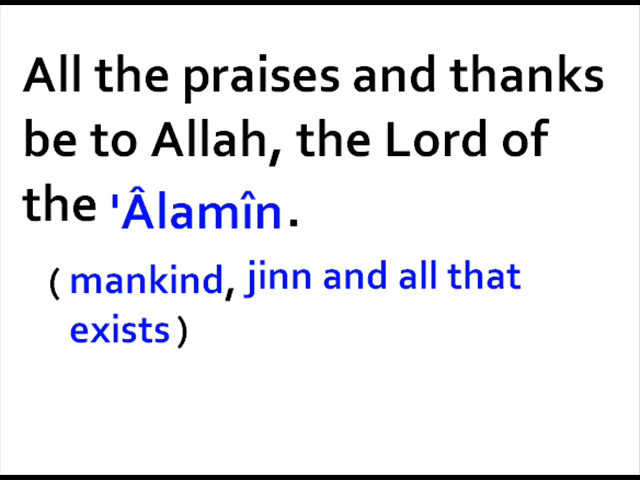 All the praises and thanks
be to Allah, the Lord of
the 'Âlamîn.
(mankind, jinn and all that
exists)